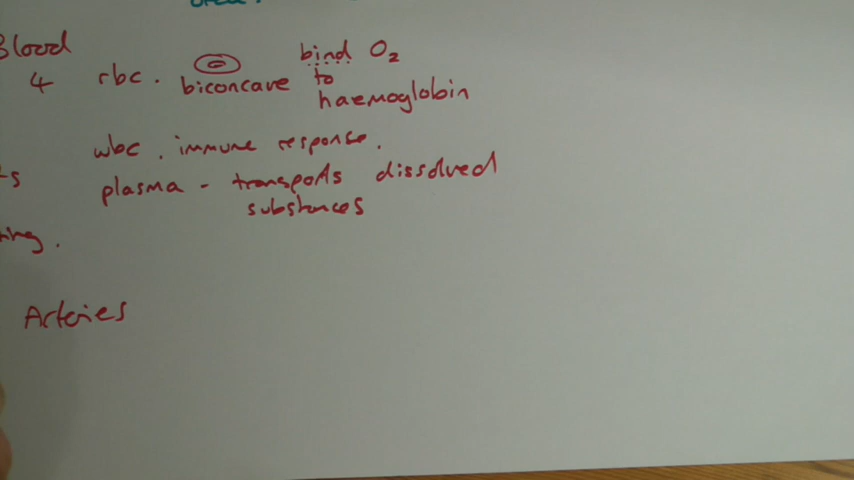 Blood
4 rbc. biconcave bind O2 to haemoglobin
wbc. immune response.
plasma - transports dissolved
substances
Arteries